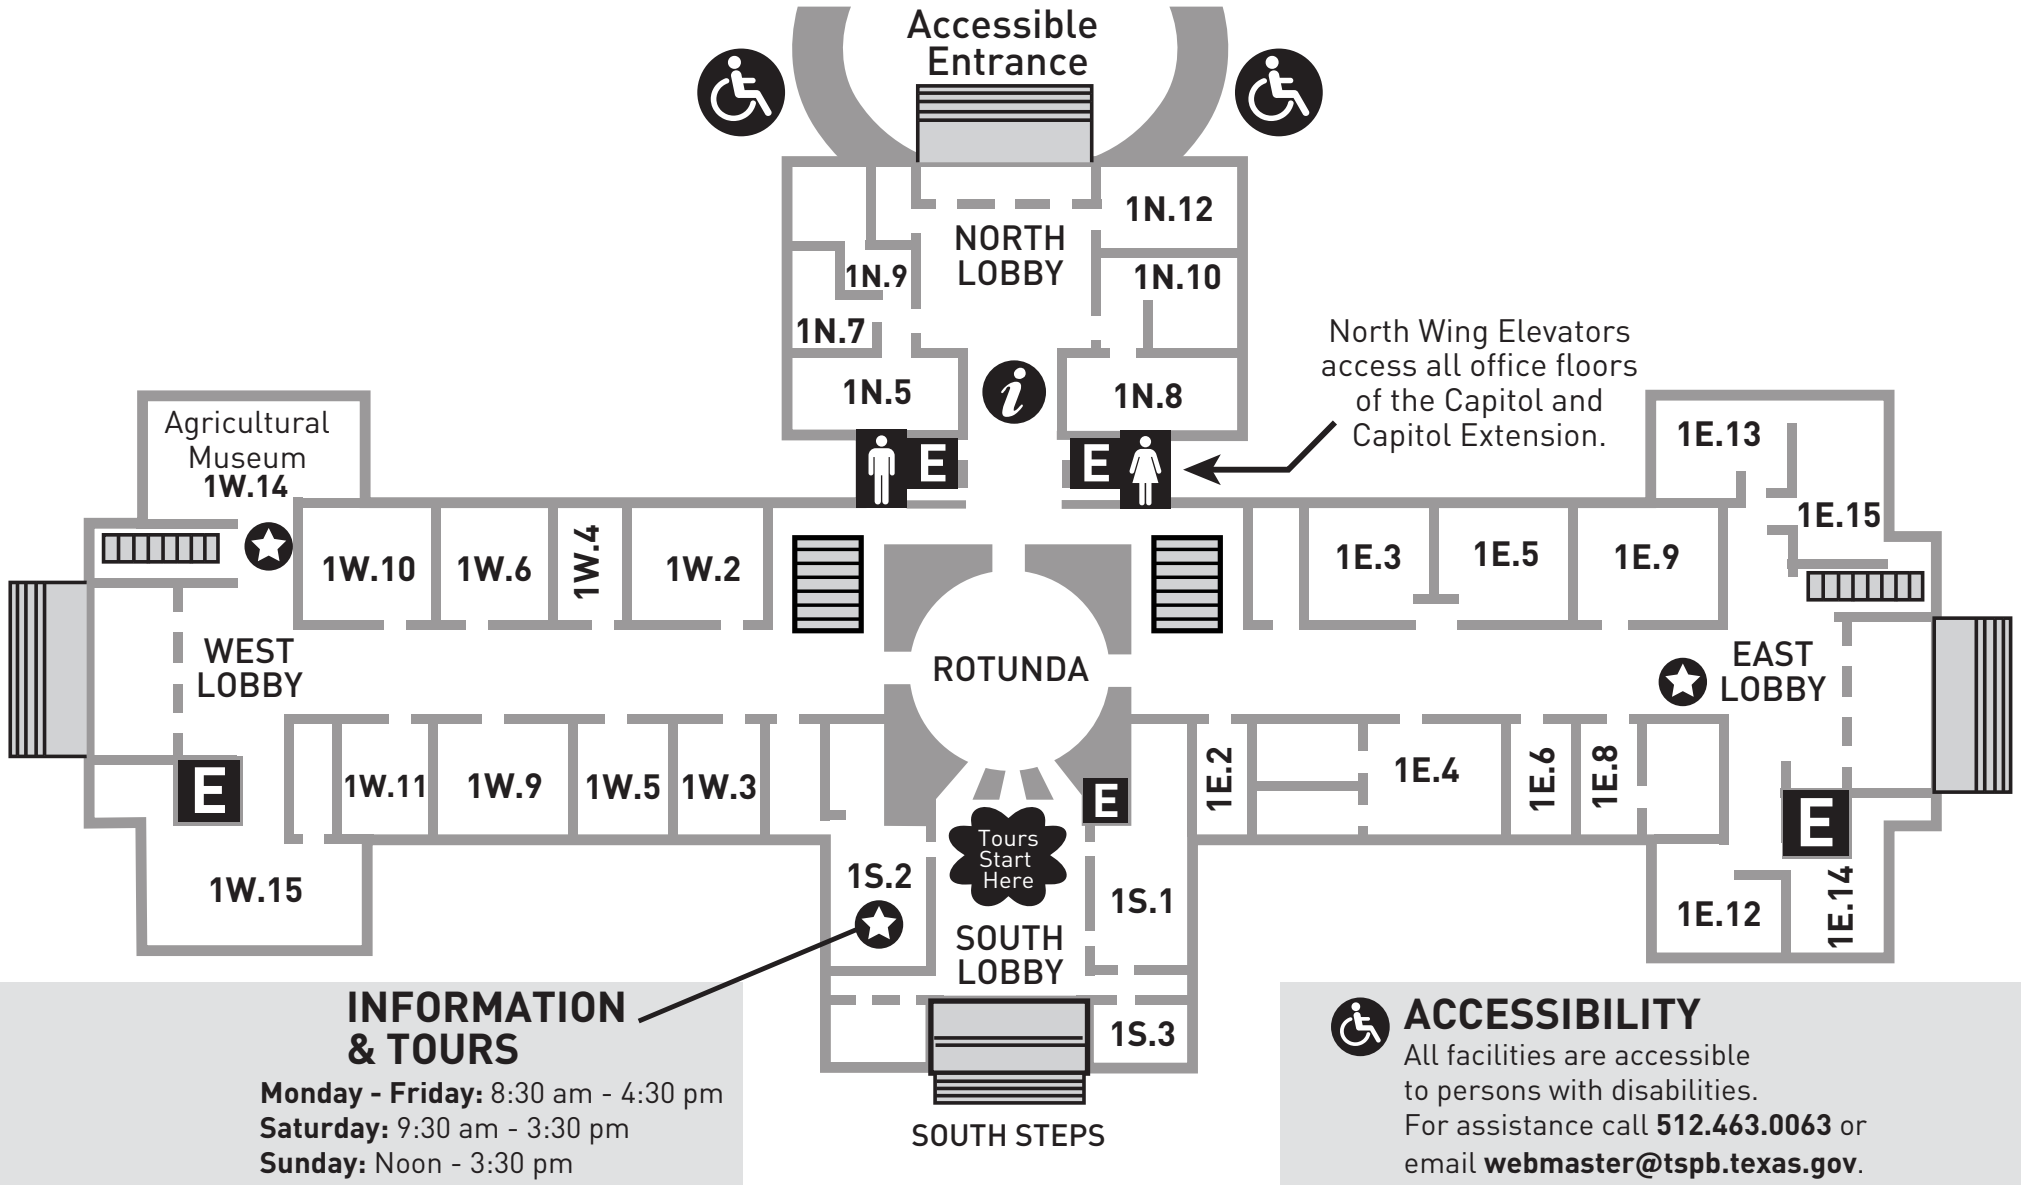 Accessible
Entrance
1N.12
NORTH
LOBBY
1N.9
1N.10
1N.7
North Wing Elevators
access all office floors
of the Capitol and
Capitol Extension.
1N.5
i
1N.8
Agricultural
Museum
1W.14
E
E
1E.13
1E.15
1W.10
1W.6
1W.4
1W.2
1E.3
1E.5
1E.9
WEST
LOBBY
ROTUNDA
EAST
LOBBY
E
1W.11
1W.9
1W.5
1W.3
E
1E.2
1E.4
1E.6
1E.8
E
Tours
Start
Here
1W.15
1S.2
1S.1
1E.12
1E.14
SOUTH
LOBBY
1S.3
SOUTH STEPS
INFORMATION
& TOURS
Monday - Friday: 8:30 am - 4:30 pm
Saturday: 9:30 am - 3:30 pm
Sunday: Noon - 3:30 pm
ACCESSIBILITY
All facilities are accessible
to persons with disabilities.
For assistance call 512.463.0063 or
email webmaster@tspb.texas.gov.